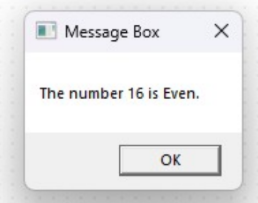 Message Box
The number 16 is Even.
OK